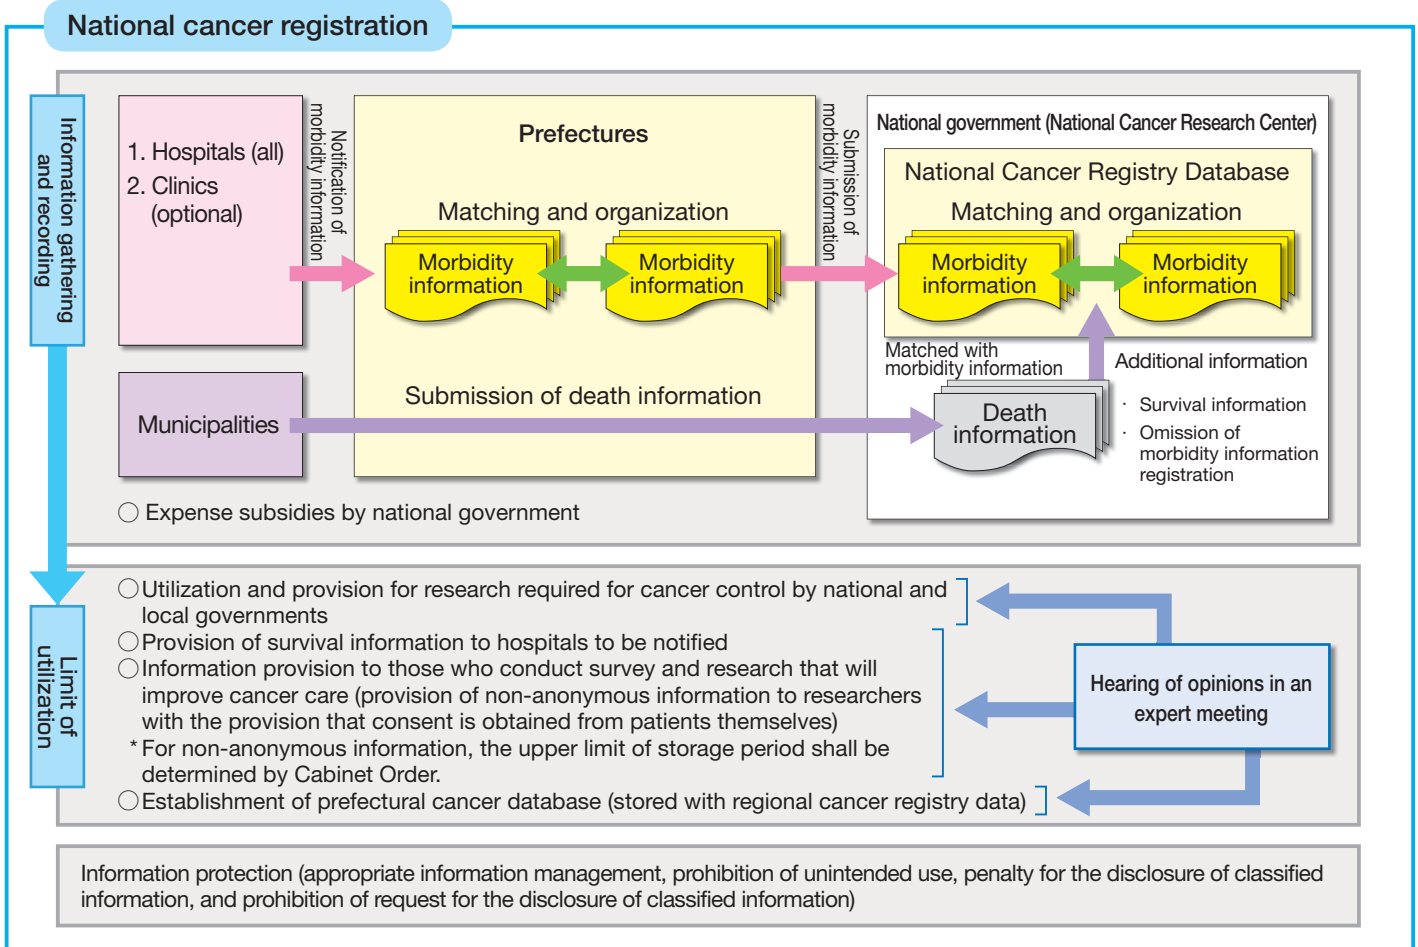 National cancer registration
Information gathering
and recording
1. Hospitals (all)
2. Clinics
(optional)
Notification of
morbidity information
Prefectures
Matching and organization
Morbidity
information
Morbidity
information
Submission of
morbidity information
National government (National Cancer Research Center)
National Cancer Registry Database
Matching and organization
Morbidity
information
Morbidity
information
Municipalities
Submission of death information
Matched with
morbidity information
Death
information
Additional information
· Survival information
· Omission of
morbidity information
registration
○ Expense subsidies by national government
Limit of
utilization
○Utilization and provision for research required for cancer control by national and
local governments
○Provision of survival information to hospitals to be notified
○Information provision to those who conduct survey and research that will
improve cancer care (provision of non-anonymous information to researchers
with the provision that consent is obtained from patients themselves)
* For non-anonymous information, the upper limit of storage period shall be
determined by Cabinet Order.
○Establishment of prefectural cancer database (stored with regional cancer registry data)
Hearing of opinions in an
expert meeting
Information protection (appropriate information management, prohibition of unintended use, penalty for the disclosure of classified
information, and prohibition of request for the disclosure of classified information)